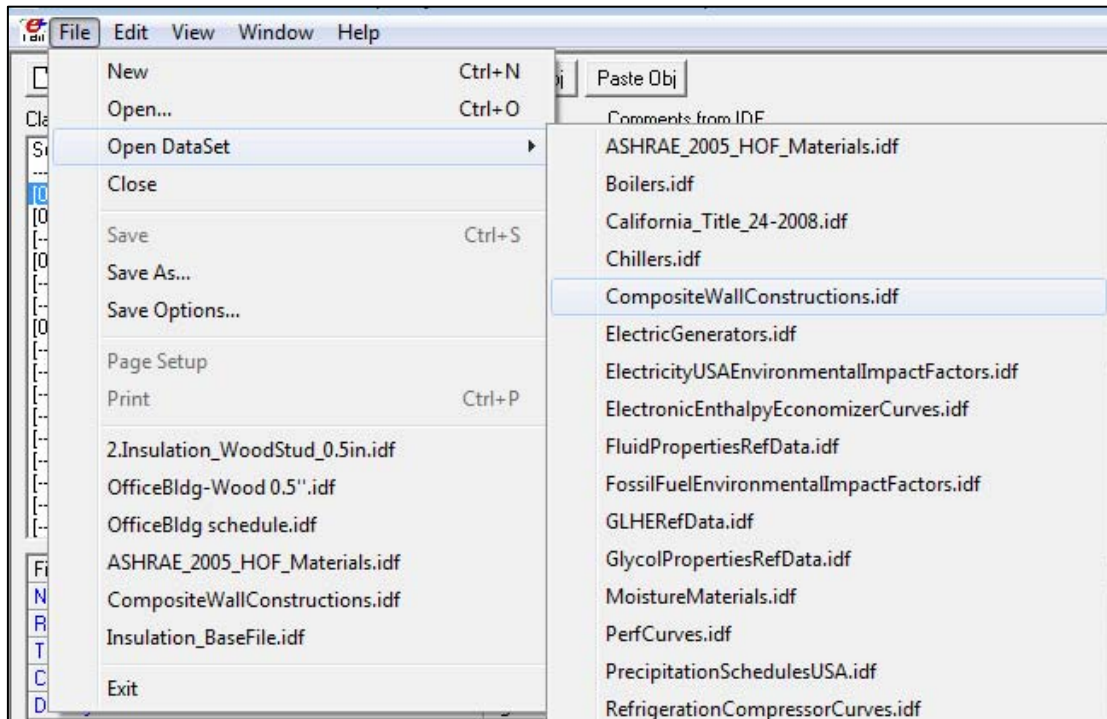 File Edit View Window Help
New Ctrl+N
Open... Ctrl+O
Open DataSet
Close
Save Ctrl+S
Save As...
Save Options...
Page Setup
Print Ctrl+P
2.Insulation_WoodStud_0.5in.idf
OfficeBldg-Wood 0.5''.idf
OfficeBldg schedule.idf
ASHRAE_2005_HOF_Materials.idf
CompositeWallConstructions.idf
Insulation_BaseFile.idf
Exit
Paste Obj
Comments from IDF
ASHRAE_2005_HOF_Materials.idf
Boilers.idf
California_Title_24-2008.idf
Chillers.idf
CompositeWallConstructions.idf
ElectricGenerators.idf
ElectricityUSAEnvironmentalImpactFactors.idf
ElectronicEnthalpyEconomizerCurves.idf
FluidPropertiesRefData.idf
FossilFuelEnvironmentalImpactFactors.idf
GLHERefData.idf
GlycolPropertiesRefData.idf
MoistureMaterials.idf
PerfCurves.idf
PrecipitationSchedulesUSA.idf
RefrigerationCompressorCurves.idf